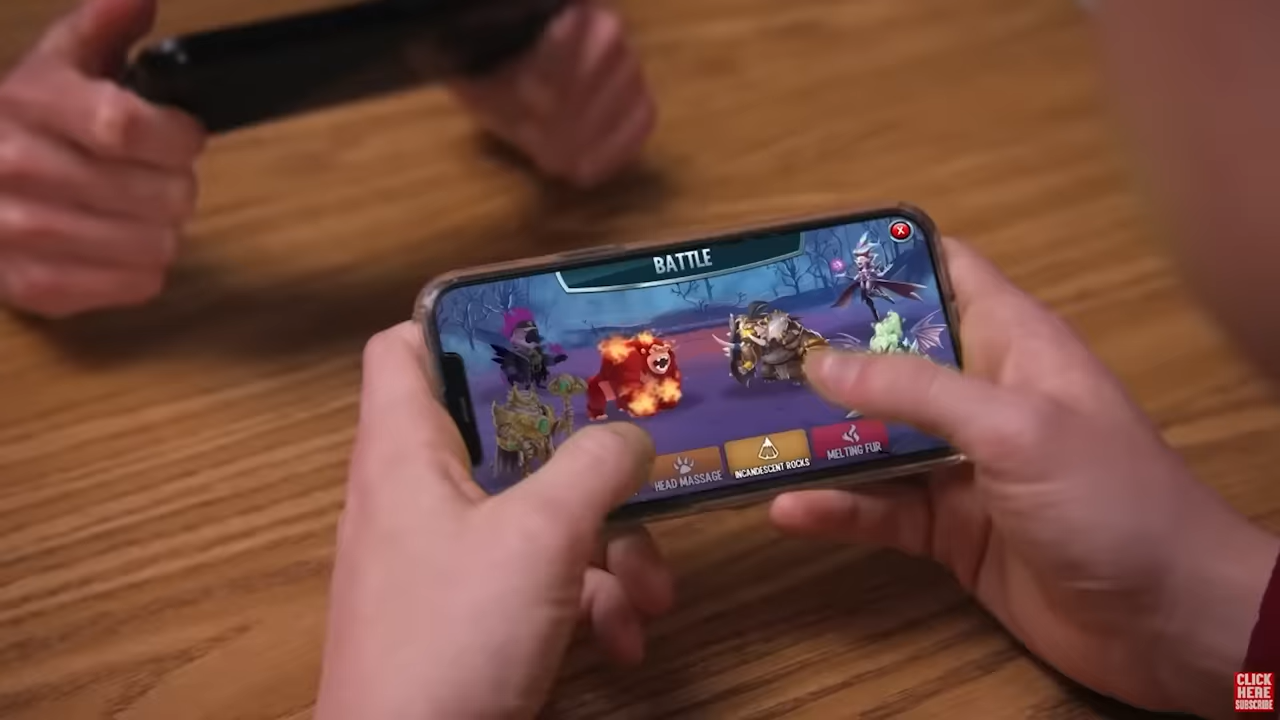 BATTLE
X
HEAD MASSAGE
INCANDESCENT ROCKS
MELTING FUR
CLICK
HERE
SUBSCRIBE